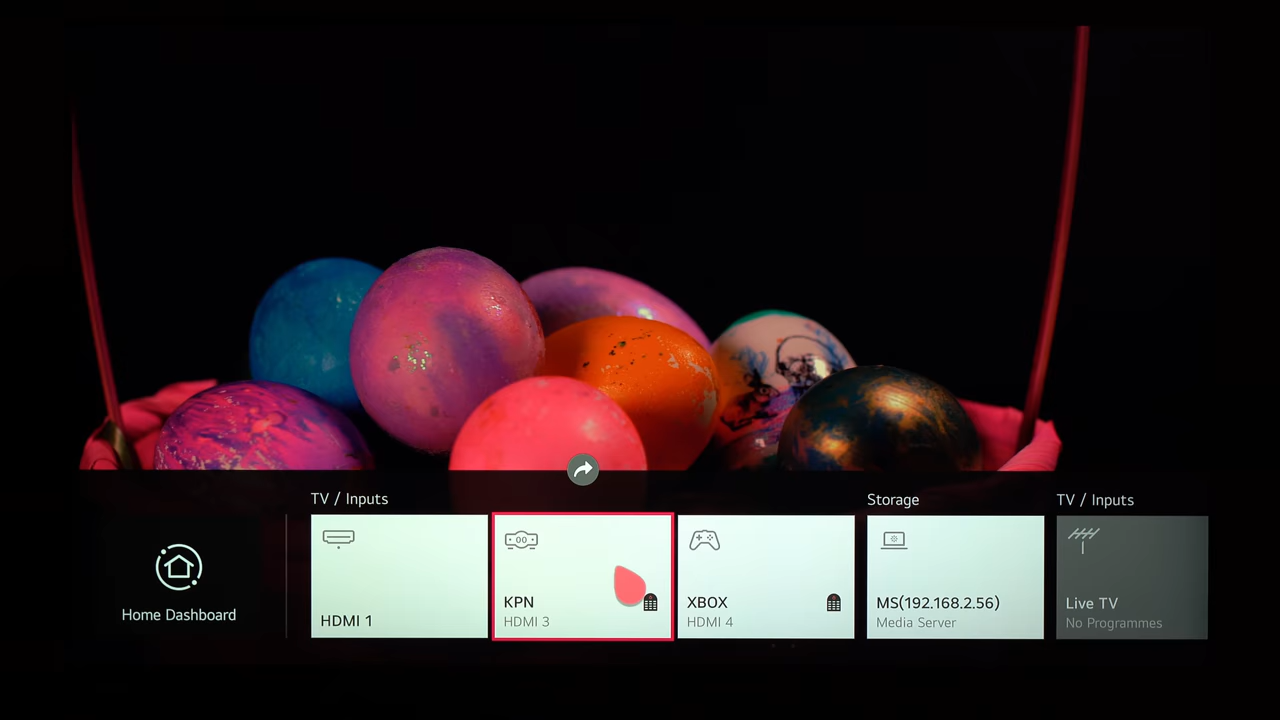 TV / Inputs
Storage
TV / Inputs
Home Dashboard
HDMI 1
KPN
HDMI 3
XBOX
HDMI 4
MS(192.168.2.56)
Media Server
Live TV
No Programmes